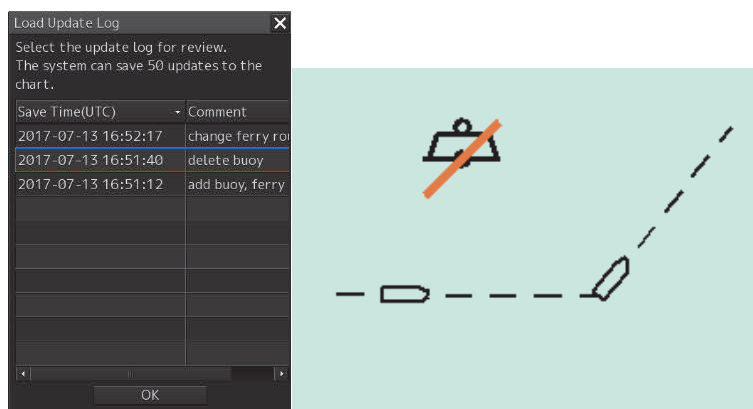 Load Update Log
Select the update log for review.
The system can save 50 updates to the
chart.
Save Time(UTC) Comment
2017-07-13 16:52:17 change ferry rou
2017-07-13 16:51:40 delete buoy
2017-07-13 16:51:12 add buoy, ferry
OK